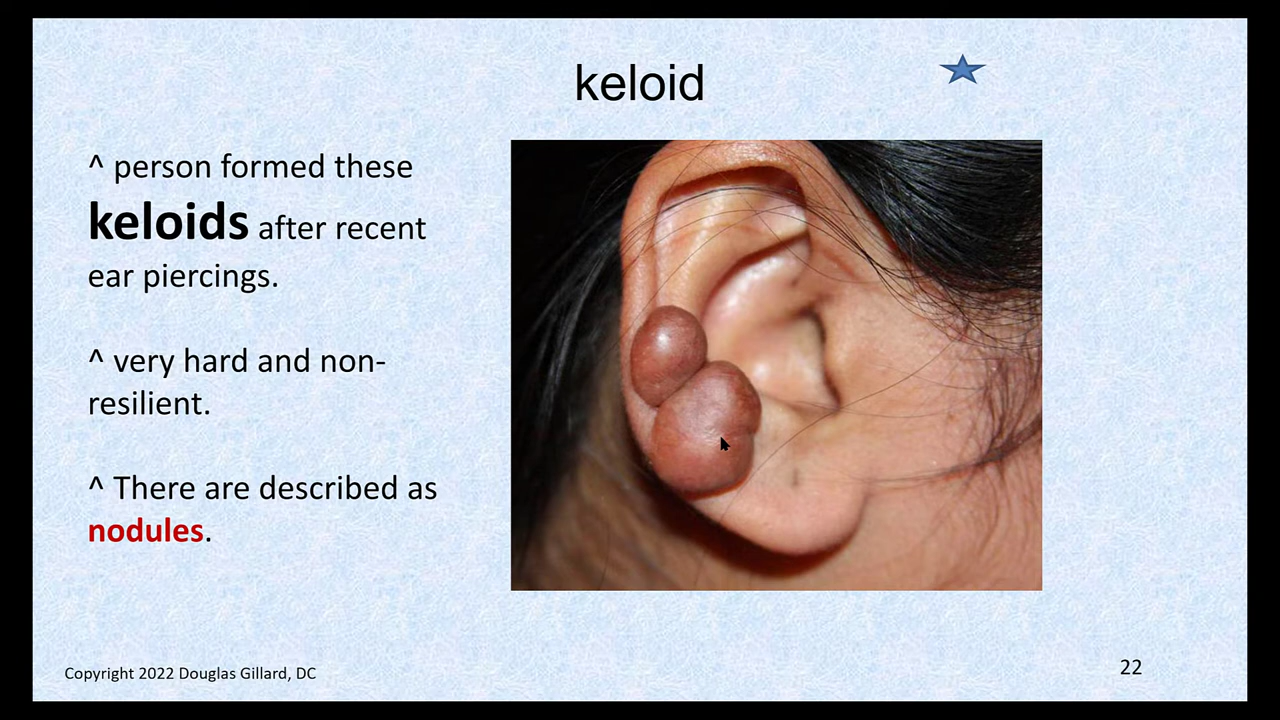 keloid
^ person formed these
keloids after recent
ear piercings.
^ very hard and non-
resilient.
^ There are described as
nodules.
Copyright 2022 Douglas Gillard, DC
22